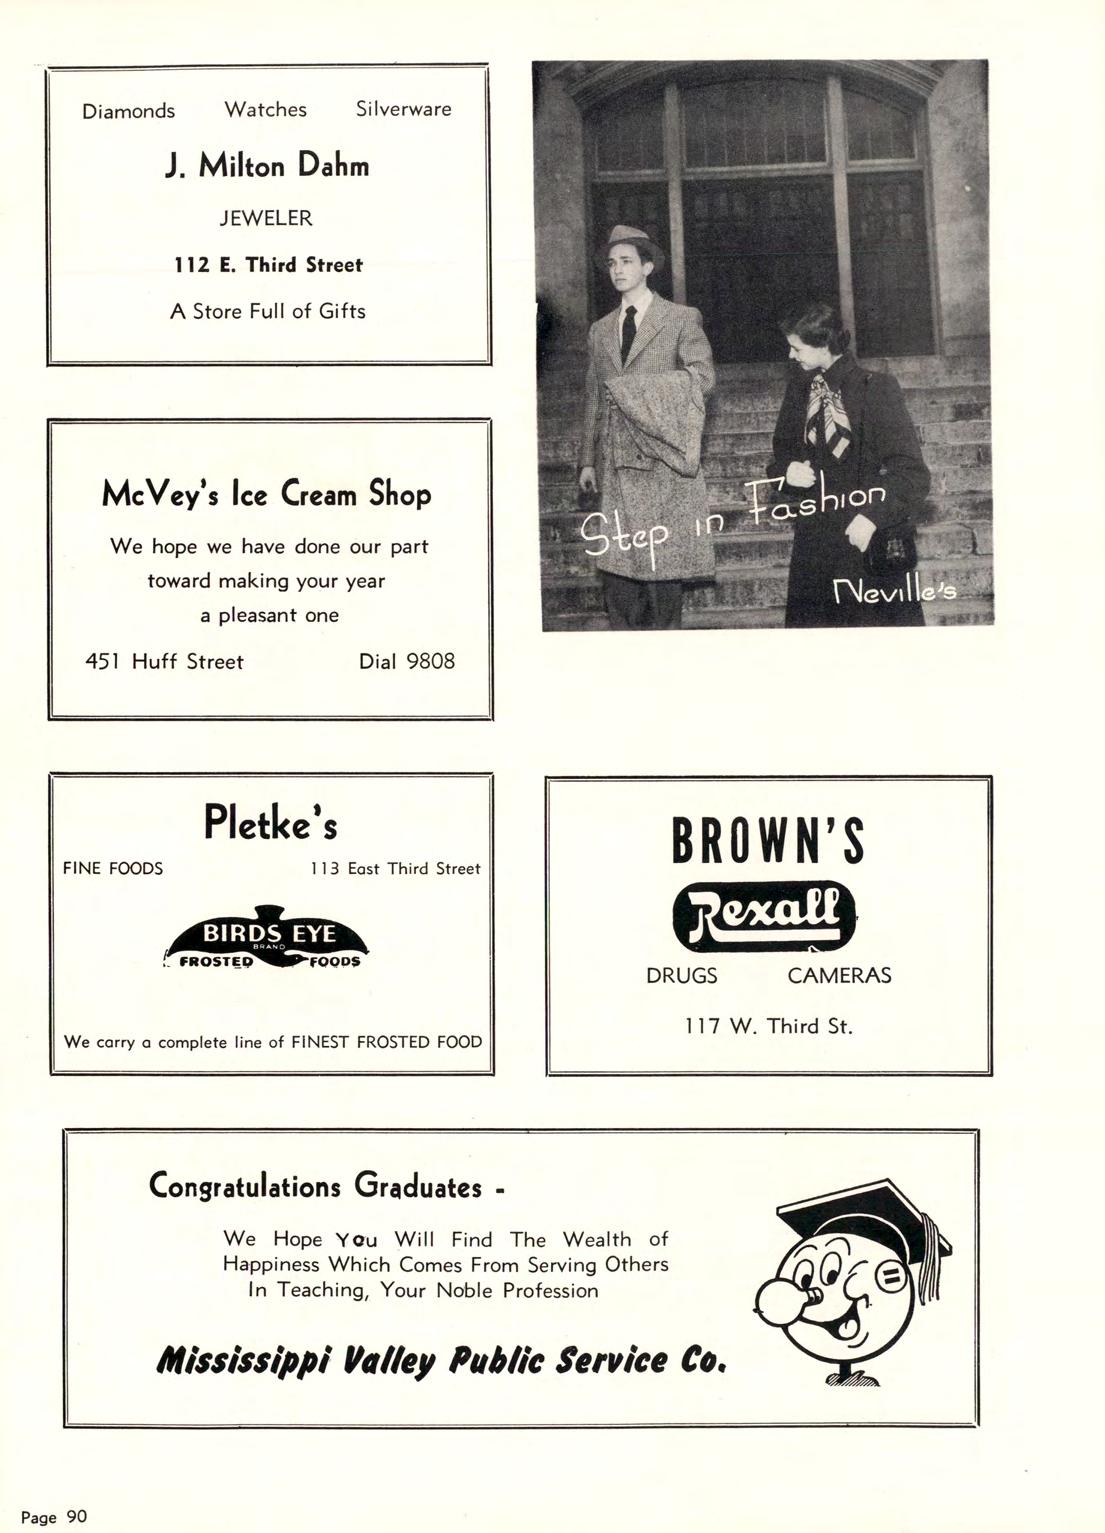 Diamonds Watches Silverware
J. Milton Dahm
JEWELER
112 E. Third Street
A Store Full of Gifts
Step in Fashion
Neville's
McVey's Ice Cream Shop
We hope we have done our part
toward making your year
a pleasant one
451 Huff Street Dial 9808
Pletke's
FINE FOODS 113 East Third Street
BIRDS EYE
BRAND
FROSTED FOODS
We carry a complete line of FINEST FROSTED FOOD
BROWN'S
Rexall
DRUGS CAMERAS
117 W. Third St.
Congratulations Graduates -
We Hope You Will Find The Wealth of
Happiness Which Comes From Serving Others
In Teaching, Your Noble Profession
Mississippi Valley Public Service Co.
Page 90